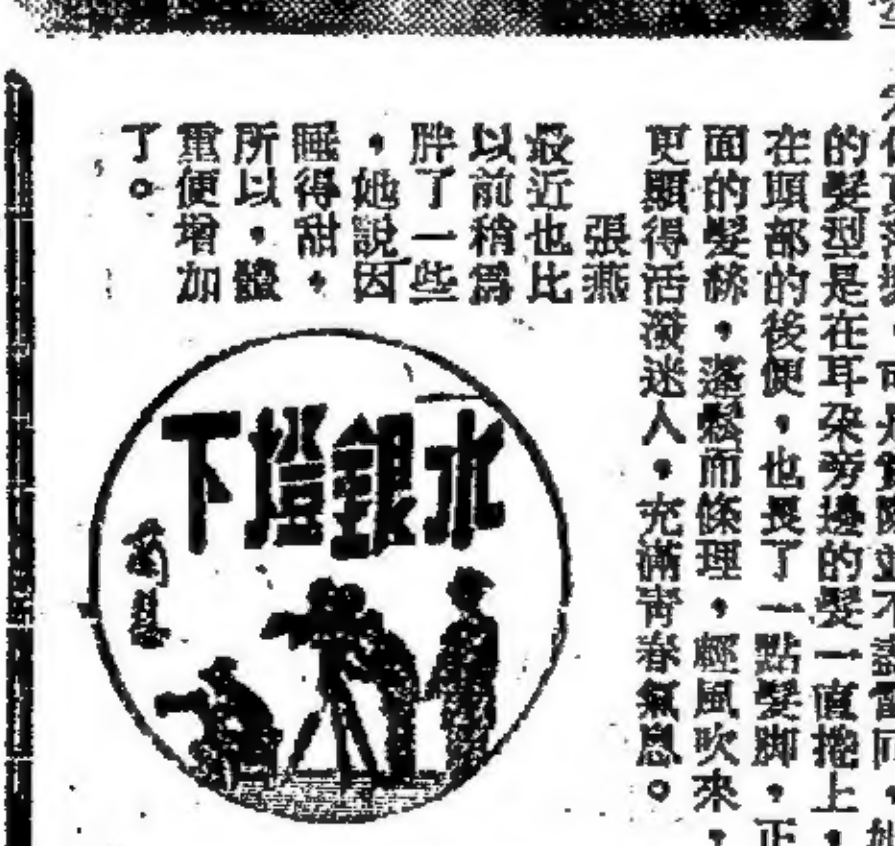 的髮型是在耳朶旁邊的髮一直捲上，
在頭部的後便，也長了一點髮脚，正
面的髮絲，蓬鬆而條理，輕風吹來，
更顯得活潑迷人，充滿青春氣息。
張燕
最近也比
以前稍爲
胖了一些
，她說因
睡得甜，
所以，體
重便增加
了。
水銀燈下